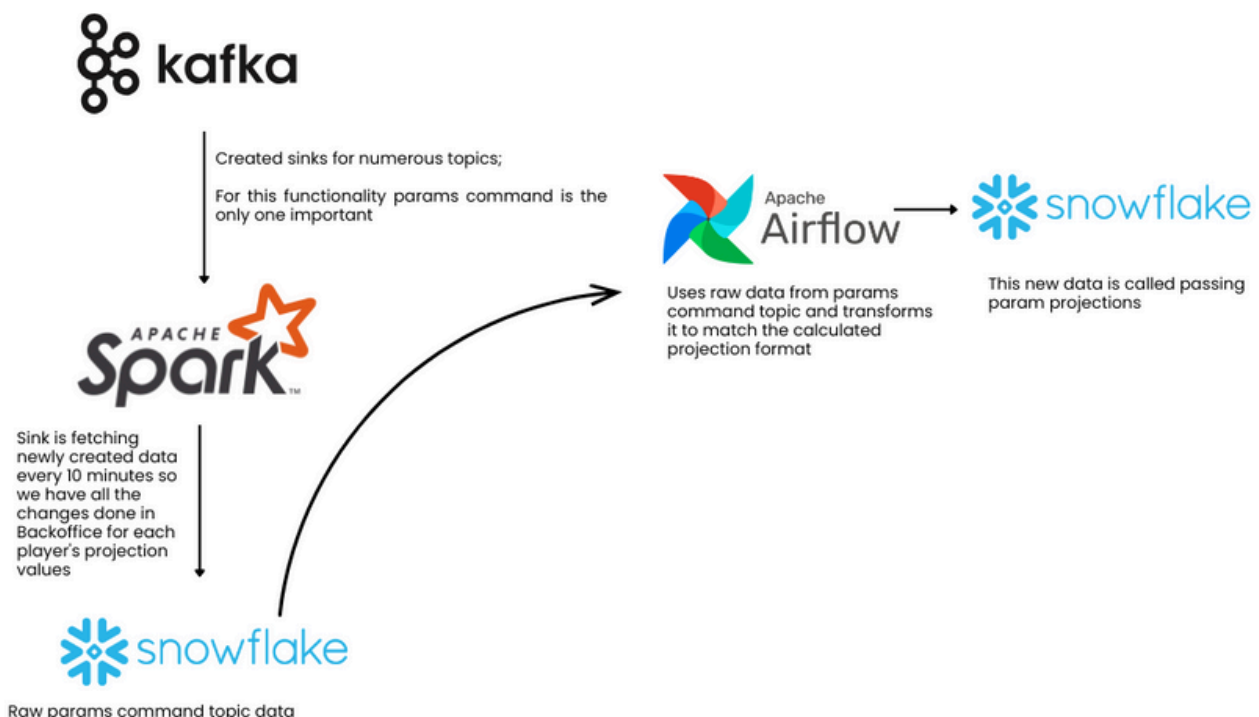 kafka
Created sinks for numerous topics;
For this functionality params command is the
only one important
APACHE
Spark™
Sink is fetching
newly created data
every 10 minutes so
we have all the
changes done in
Backoffice for each
player's projection
values
snowflake
Raw params command topic data
Apache
Airflow
Uses raw data from params
command topic and transforms
it to match the calculated
projection format
snowflake
This new data is called passing
param projections